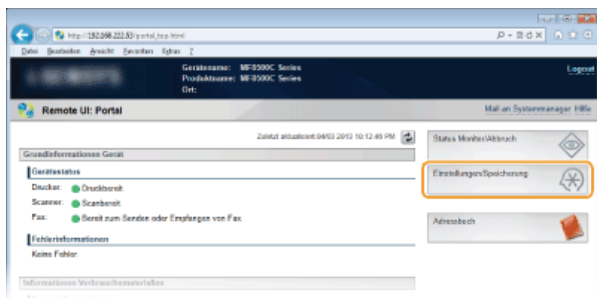 http://192.168.222.53/portal_top.html
Datei Bearbeiten Ansicht Favoriten Extras ?
Gerätename: MF8500C Series
Produktname: MF8500C Series
Ort:
Logout
Remote UI: Portal
Mail an Systemmanager Hilfe
Zuletzt aktualisiert:04/03 2013 10:12:46 PM
Status Monitor/Abbruch
Grundinformationen Gerät
Gerätestatus
Einstellungen/Speicherung
Drucker: Druckbereit.
Scanner: Scanbereit.
Fax: Bereit zum Senden oder Empfangen von Fax.
Adressbuch
Fehlerinformationen
Keine Fehler.
Informationen Verbrauchsmaterialien